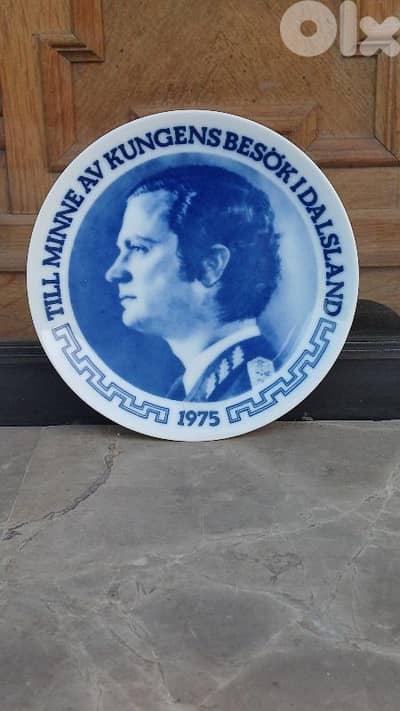 olx
TILL MINNE AV KUNGENS BESÖK I DALSLAND
1975